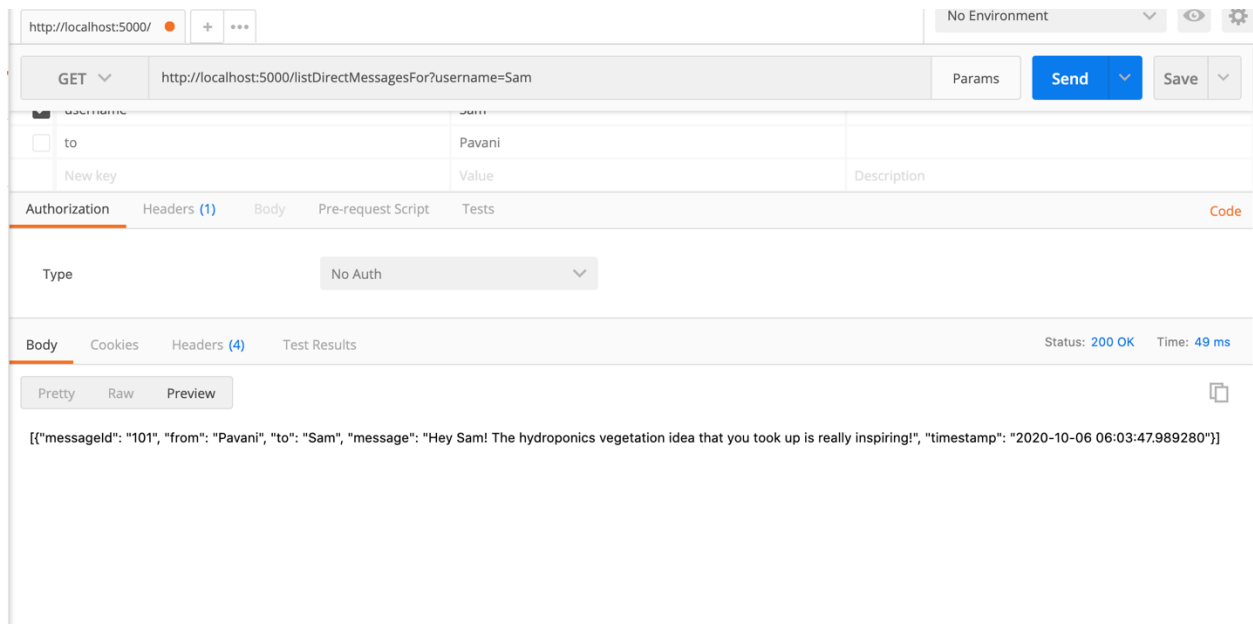 http://localhost:5000/ + ••• No Environment
GET http://localhost:5000/listDirectMessagesFor?username=Sam Params Send Save
username Sam
to Pavani
New key Value Description
Authorization Headers (1) Body Pre-request Script Tests Code
Type No Auth
Body Cookies Headers (4) Test Results Status: 200 OK Time: 49 ms
Pretty Raw Preview
[{"messageId": "101", "from": "Pavani", "to": "Sam", "message": "Hey Sam! The hydroponics vegetation idea that you took up is really inspiring!", "timestamp": "2020-10-06 06:03:47.989280"}]